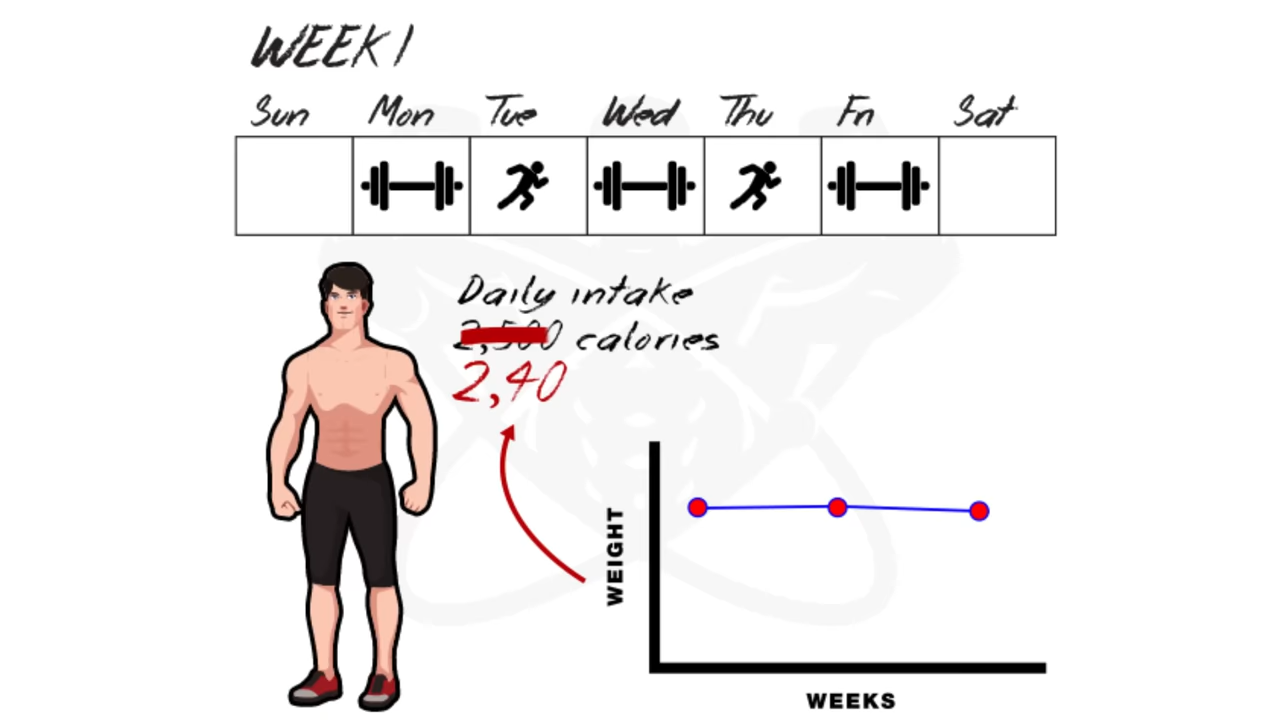 WEEK 1
Sun Mon Tue Wed Thu Fri Sat
Daily intake
2,500 calories
2,40
WEIGHT
WEEKS